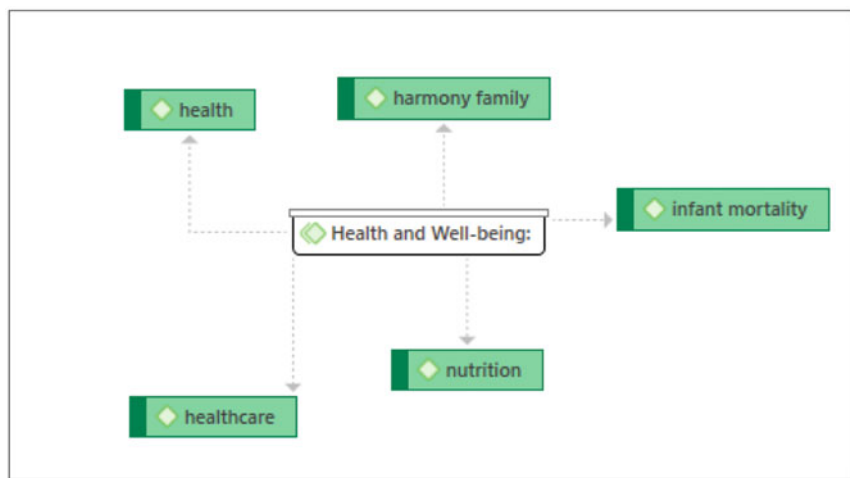 harmony family
health
infant mortality
Health and Well-being:
nutrition
healthcare